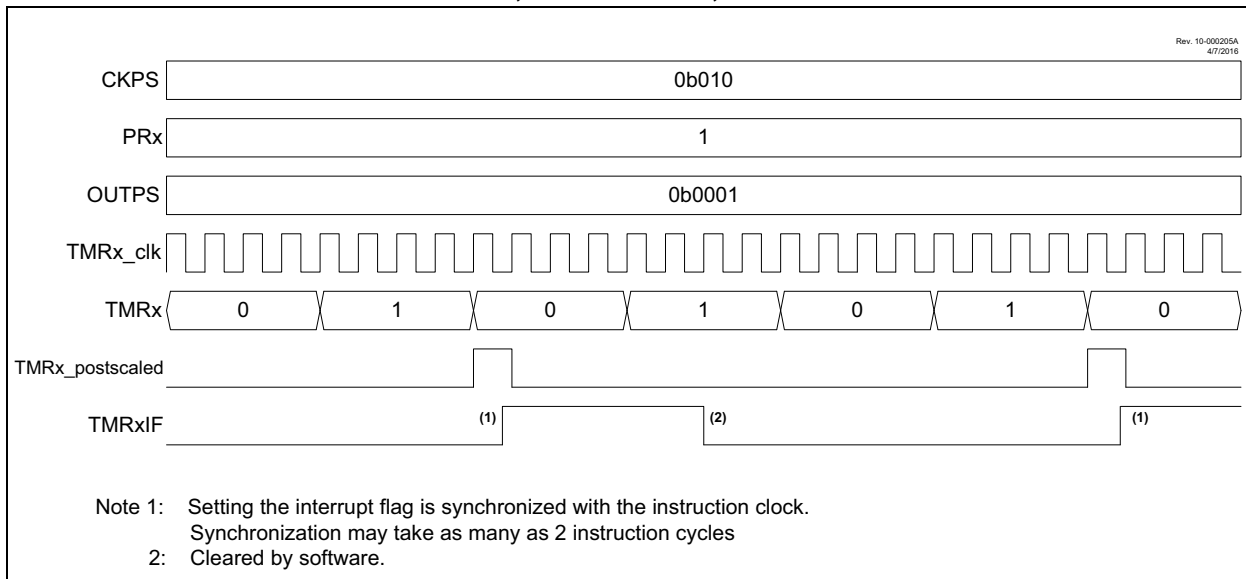 Rev. 10-000205A
4/7/2016
CKPS 0b010
PRx 1
OUTPS 0b0001
TMRx_clk
TMRx 0 1 0 1 0 1 0
TMRx_postscaled
TMRxIF (1) (2) (1)
Note 1: Setting the interrupt flag is synchronized with the instruction clock.
Synchronization may take as many as 2 instruction cycles
2: Cleared by software.